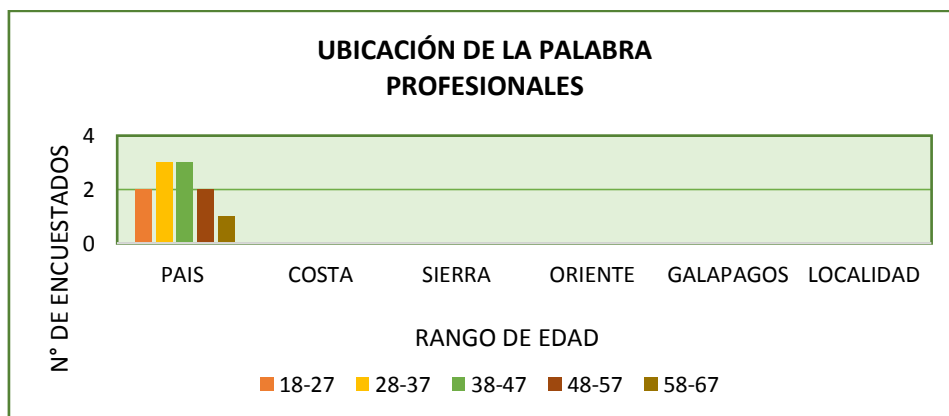 UBICACIÓN DE LA PALABRA
PROFESIONALES
N° DE ENCUESTADOS
4
2
0
PAIS COSTA SIERRA ORIENTE GALAPAGOS LOCALIDAD
RANGO DE EDAD
18-27 28-37 38-47 48-57 58-67